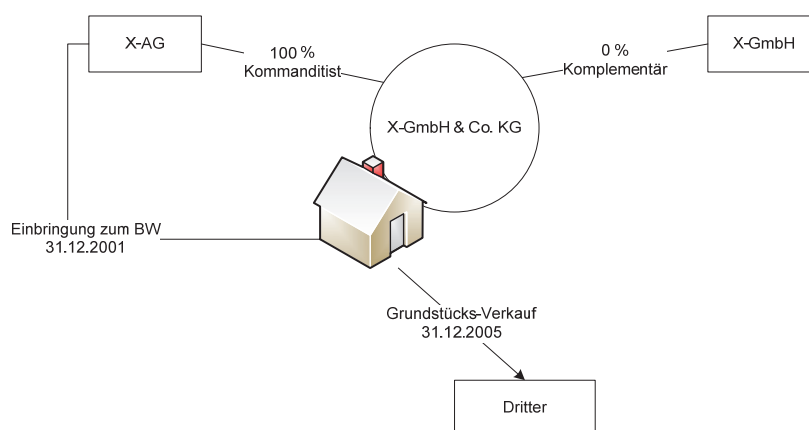 X-AG
100 %
Kommanditist
0 %
Komplementär
X-GmbH
X-GmbH & Co. KG
Einbringung zum BW
31.12.2001
Grundstücks-Verkauf
31.12.2005
Dritter